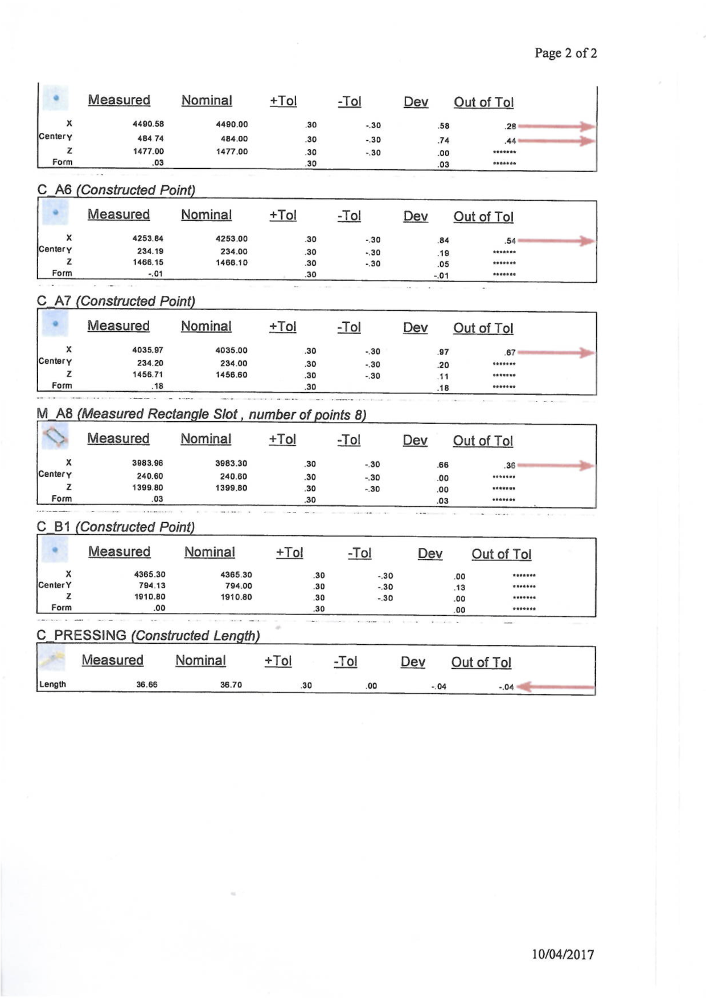 Page 2 of 2
Measured Nominal +Tol -Tol Dev Out of Tol
X 4490.58 4490.00 .30 -.30 .58 .28
Center Y 484 74 484.00 .30 -.30 .74 .44
Z 1477.00 1477.00 .30 -.30 .00 *******
Form .03 .30 .03 *******
C_A6 (Constructed Point)
Measured Nominal +Tol -Tol Dev Out of Tol
X 4253.84 4253.00 .30 -.30 .84 .54
Center Y 234.19 234.00 .30 -.30 .19 *******
Z 1466.15 1466.10 .30 -.30 .05 *******
Form -.01 .30 -.01 *******
C_A7 (Constructed Point)
Measured Nominal +Tol -Tol Dev Out of Tol
X 4035.97 4035.00 .30 -.30 .97 .67
Center Y 234.20 234.00 .30 -.30 .20 *******
Z 1456.71 1456.60 .30 -.30 .11 *******
Form .18 .30 .18 *******
M_A8 (Measured Rectangle Slot, number of points 8)
Measured Nominal +Tol -Tol Dev Out of Tol
X 3983.96 3983.30 .30 -.30 .66 .36
Center Y 240.60 240.60 .30 -.30 .00 *******
Z 1399.80 1399.80 .30 -.30 .00 *******
Form .03 .30 .03 *******
C_B1 (Constructed Point)
Measured Nominal +Tol -Tol Dev Out of Tol
X 4365.30 4365.30 .30 -.30 .00 *******
Center Y 794.13 794.00 .30 -.30 .13 *******
Z 1910.80 1910.80 .30 -.30 .00 *******
Form .00 .30 .00 *******
C_PRESSING (Constructed Length)
Measured Nominal +Tol -Tol Dev Out of Tol
Length 36.66 36.70 .30 .00 -.04 -.04
10/04/2017